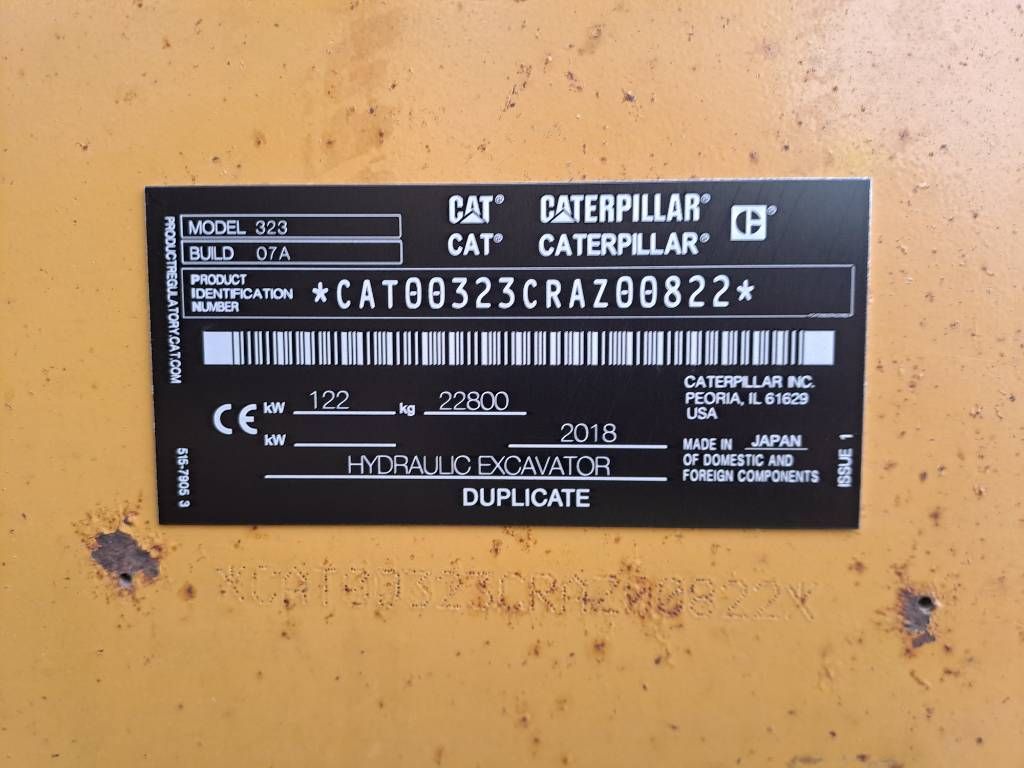 CAT® CATERPILLAR®
CAT® CATERPILLAR®
MODEL 323
BUILD 07A
PRODUCT IDENTIFICATION NUMBER *CAT00323CRAZ00822*
CE kW 122 kg 22800
kW 2018
HYDRAULIC EXCAVATOR
DUPLICATE
CATERPILLAR INC.
PEORIA, IL 61629
USA
MADE IN JAPAN
OF DOMESTIC AND
FOREIGN COMPONENTS
ISSUE 1
PRODUCTREGULATORY.CAT.COM
515-7905 3
*CAT00323CRAZ00822*